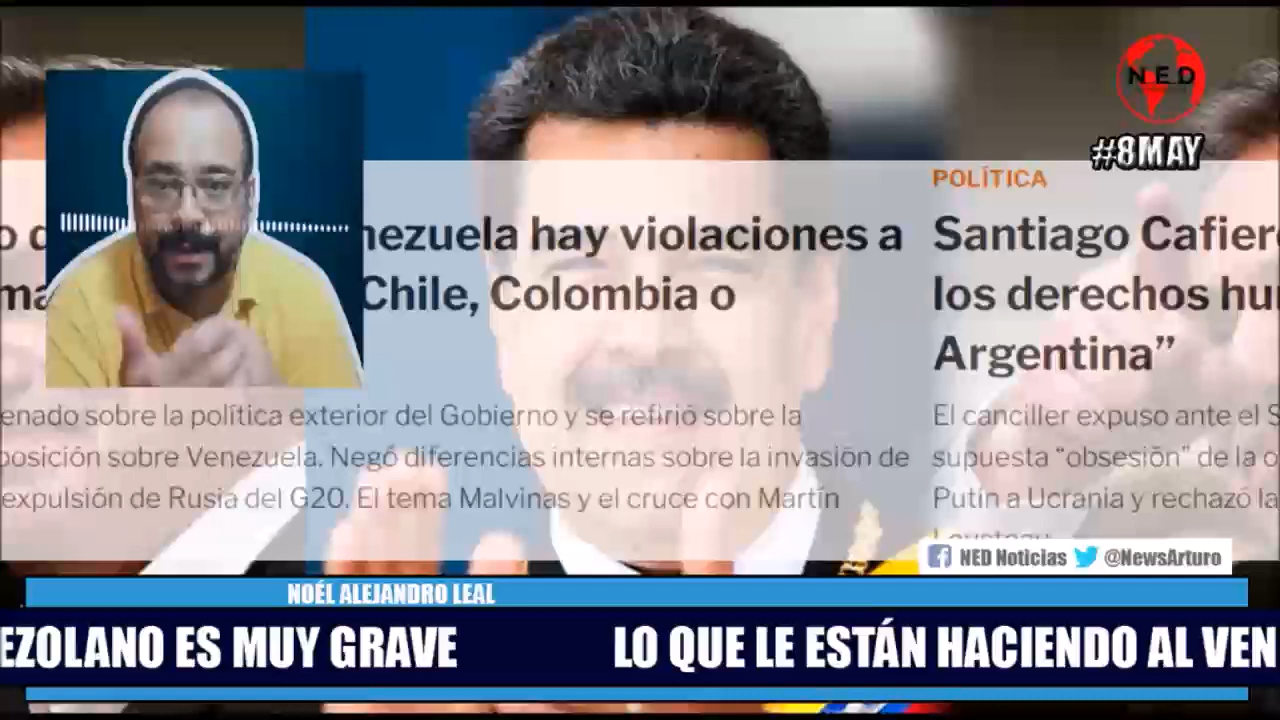 NED
#8MAY
nezuela hay violaciones a
Chile, Colombia o
enado sobre la política exterior del Gobierno y se refirió sobre la
posición sobre Venezuela. Negó diferencias internas sobre la invasión de
expulsión de Rusia del G20. El tema Malvinas y el cruce con Martín
POLÍTICA
Santiago Cafier
los derechos hu
Argentina”
El canciller expuso ante el S
supuesta “obsesión” de la o
Putin a Ucrania y rechazó la
NED Noticias @NewsArturo
NOÉL ALEJANDRO LEAL
EZOLANO ES MUY GRAVE LO QUE LE ESTÁN HACIENDO AL VEN